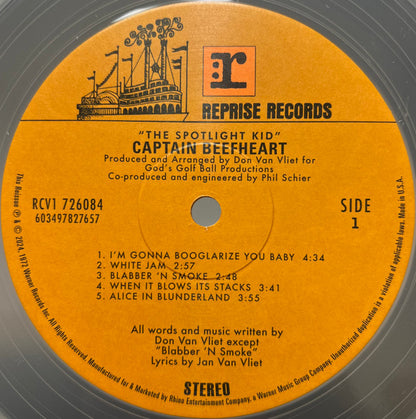 r
REPRISE RECORDS
"THE SPOTLIGHT KID"
CAPTAIN BEEFHEART
Produced and Arranged by Don Van Vliet for
God's Golf Ball Productions
Co-produced and engineered by Phil Schier
RCV1 726084
603497827657
SIDE
1
1. I'M GONNA BOOGLARIZE YOU BABY 4:34
2. WHITE JAM 2:57
3. BLABBER 'N SMOKE 2:48
4. WHEN IT BLOWS ITS STACKS 3:41
5. ALICE IN BLUNDERLAND 3:55
All words and music written by
Don Van Vliet except
"Blabber 'N Smoke"
Lyrics by Jan Van Vliet
STEREO
This Release ℗ & © 2024, 1972 Warner Records Inc. All Rights Reserved. Manufactured for & Marketed by Rhino Entertainment Company, a Warner Music Group Company. Unauthorized duplication is a violation of applicable laws. Made in U.S.A.